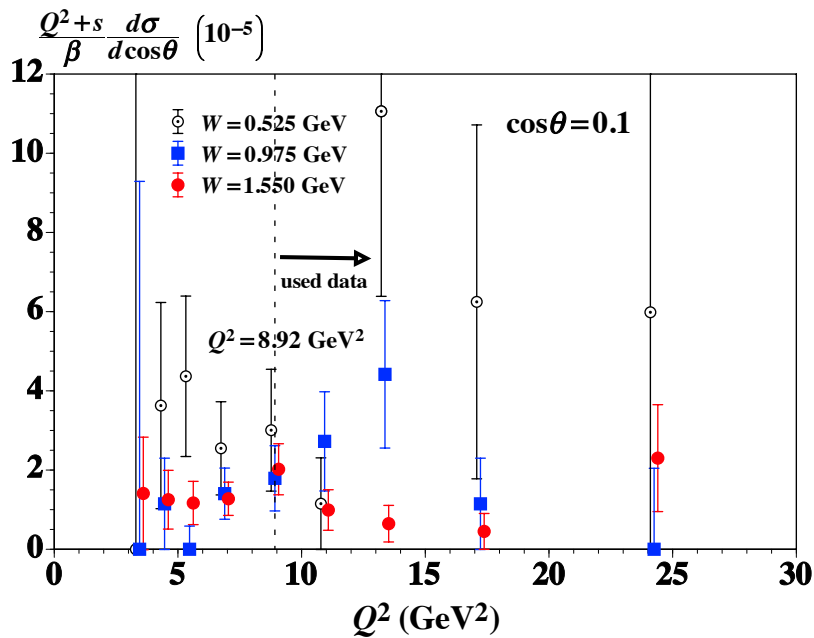 Q²+s/β dσ/dcosθ (10⁻⁵)
12
10
8
6
4
2
0
W=0.525 GeV
W=0.975 GeV
W=1.550 GeV
cosθ=0.1
used data
Q²=8.92 GeV²
0 5 10 15 20 25 30
Q² (GeV²)